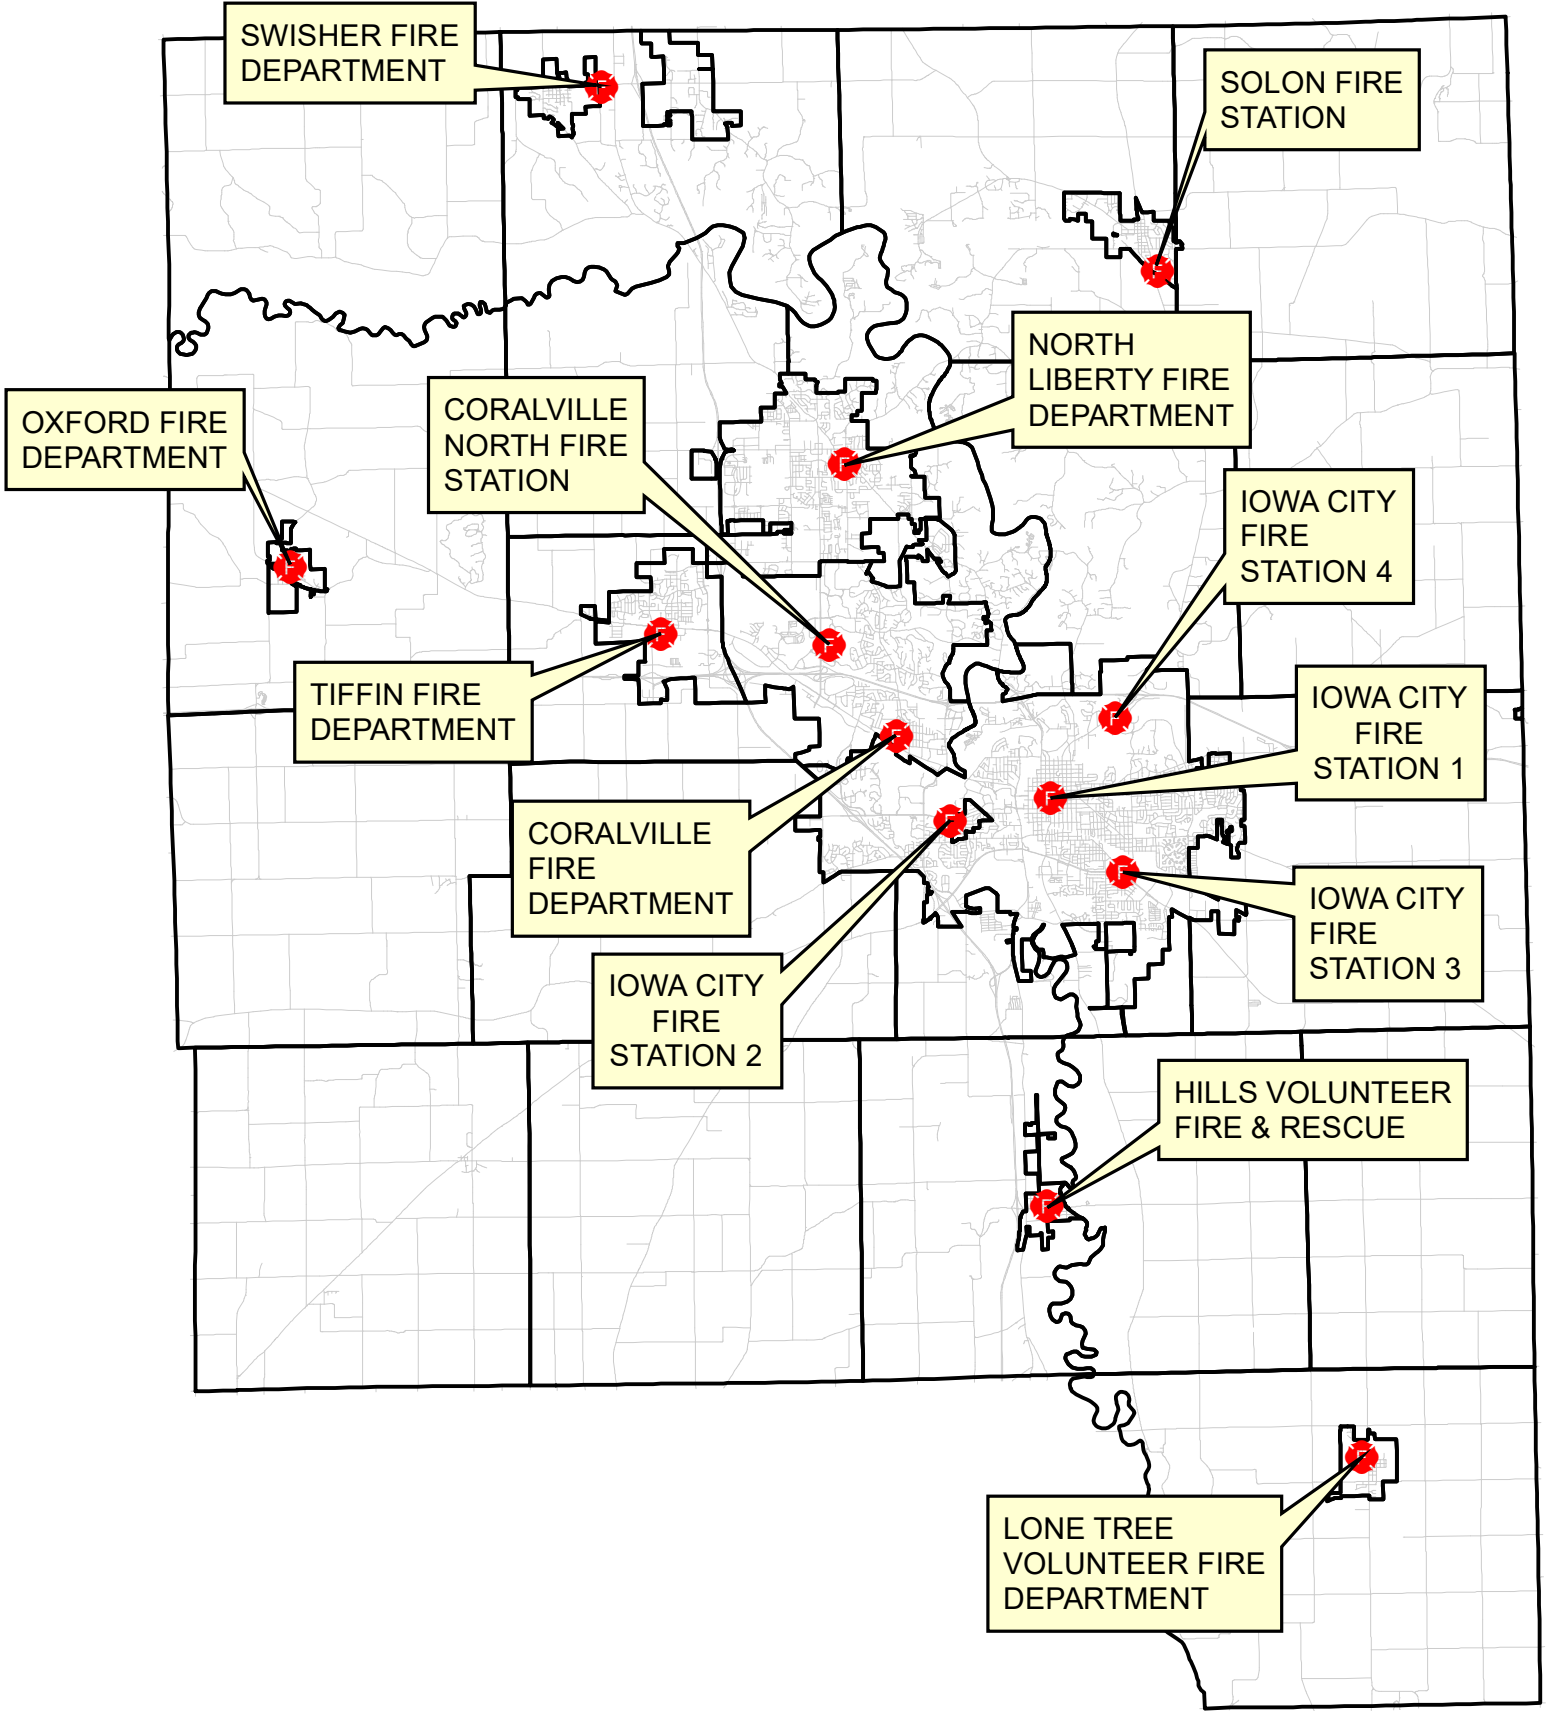 SWISHER FIRE
DEPARTMENT
SOLON FIRE
STATION
NORTH
LIBERTY FIRE
DEPARTMENT
OXFORD FIRE
DEPARTMENT
CORALVILLE
NORTH FIRE
STATION
IOWA CITY
FIRE
STATION 4
TIFFIN FIRE
DEPARTMENT
IOWA CITY
FIRE
STATION 1
CORALVILLE
FIRE
DEPARTMENT
IOWA CITY
FIRE
STATION 3
IOWA CITY
FIRE
STATION 2
HILLS VOLUNTEER
FIRE & RESCUE
LONE TREE
VOLUNTEER FIRE
DEPARTMENT